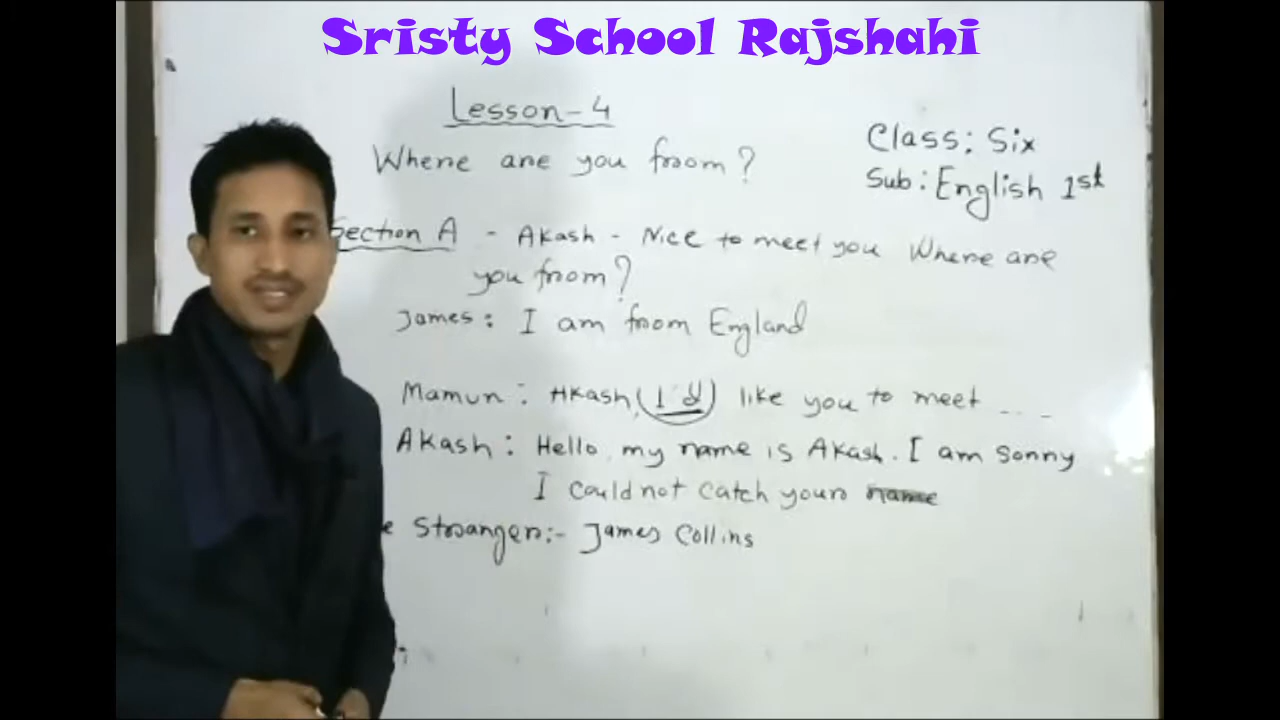 Sristy School Rajshahi
Lesson-4
Where are you from?
Class: Six
Sub: English 1st
Section A - Akash - Nice to meet you Where are
you from?
James: I am from England
Mamun: Akash, (I'd) like you to meet ...
Akash: Hello, my name is Akash. I am sorry
I could not catch your name
e Stranger:- James Collins